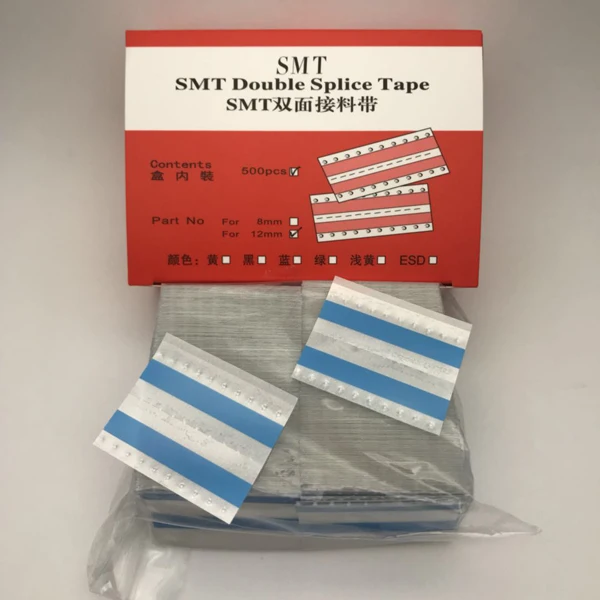 SMT
SMT Double Splice Tape
SMT双面接料带
Contents
盒内裝
500pcs
Part No
For 8mm
For 12mm
颜色：黄 黑 蓝 绿 浅黄 ESD